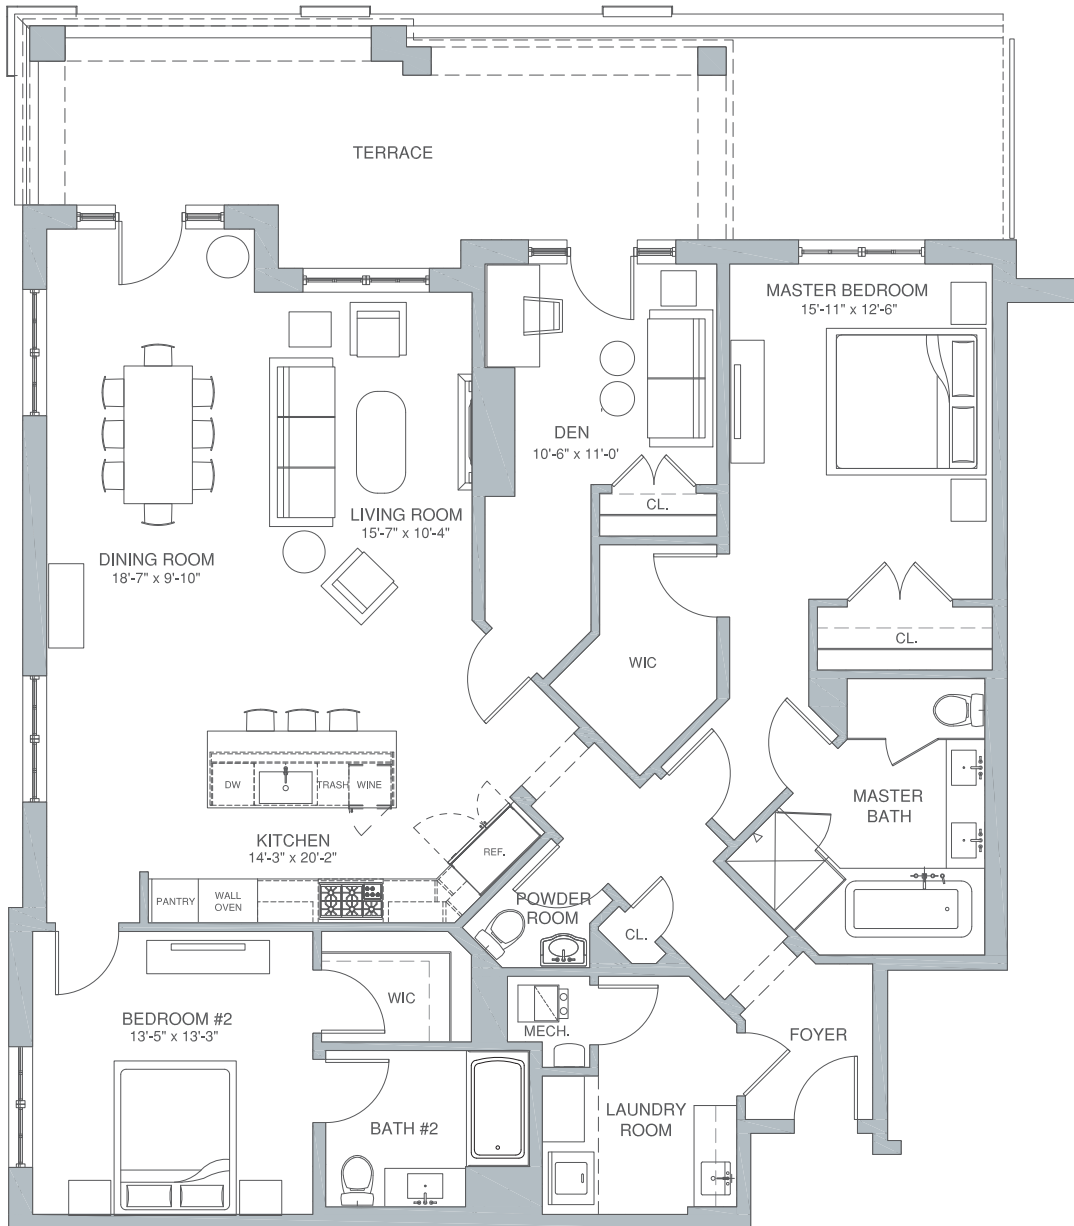 TERRACE
MASTER BEDROOM
15'-11" x 12'-6"
DEN
10'-6" x 11'-0'
CL.
LIVING ROOM
15'-7" x 10'-4"
DINING ROOM
18'-7" x 9'-10"
CL.
WIC
DW
TRASH
WINE
MASTER
BATH
KITCHEN
14'-3" x 20'-2"
REF.
PANTRY
WALL
OVEN
POWDER
ROOM
CL.
WIC
BEDROOM #2
13'-5" x 13'-3"
MECH.
FOYER
LAUNDRY
ROOM
BATH #2